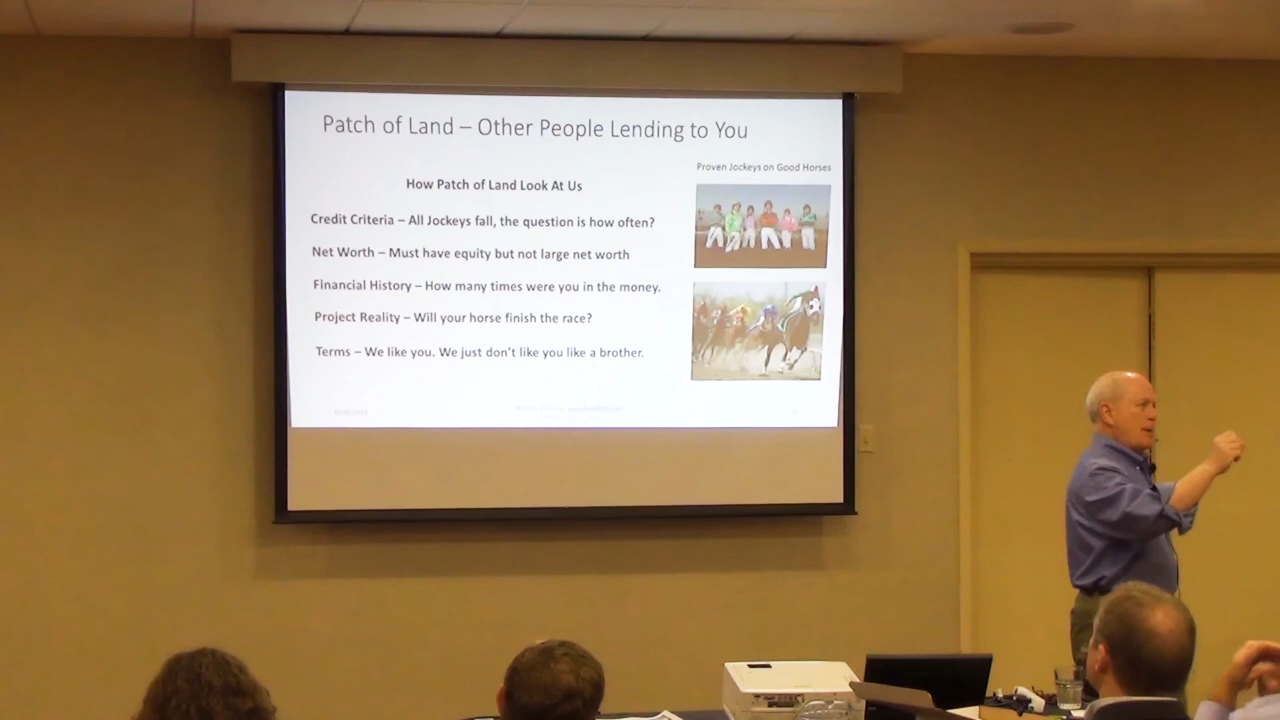 Patch of Land – Other People Lending to You
Proven Jockeys on Good Horses
How Patch of Land Look At Us
Credit Criteria – All Jockeys fall, the question is how often?
Net Worth – Must have equity but not large net worth
Financial History – How many times were you in the money.
Project Reality – Will your horse finish the race?
Terms – We like you. We just don't like you like a brother.